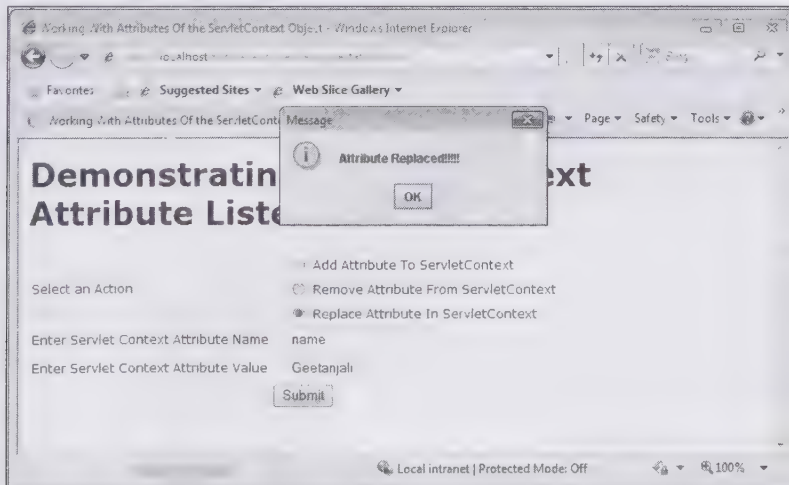 Working With Attributes Of the ServletContext Object - Windows Internet Explorer
localhost
Favorites Suggested Sites Web Slice Gallery
Working With Attributes Of the ServletConte
Page Safety Tools
Message
Attribute Replaced!!!!!
OK
Demonstratin ext
Attribute Liste
Add Attribute To ServletContext
Select an Action
Remove Attribute From ServletContext
Replace Attribute In ServletContext
Enter Servlet Context Attribute Name name
Enter Servlet Context Attribute Value Geetanjali
Submit
Local intranet | Protected Mode: Off 100%